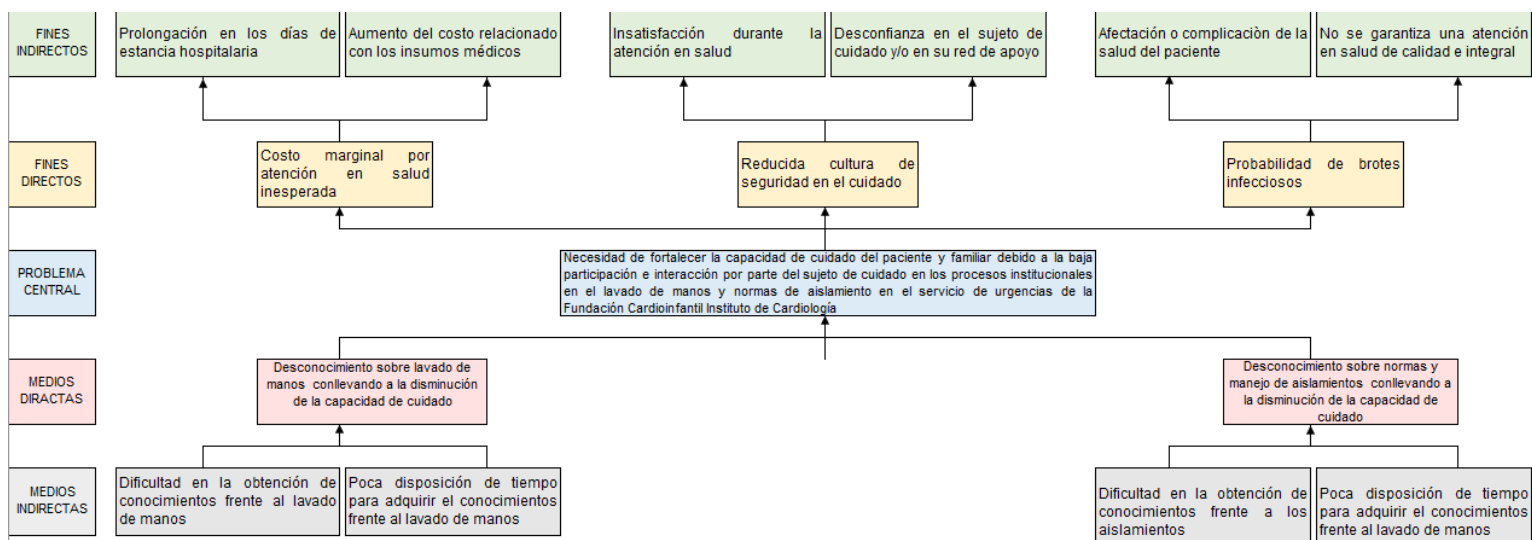 FINES
INDIRECTOS
Prolongación en los días de
estancia hospitalaria
Aumento del costo relacionado
con los insumos médicos
Insatisfacción durante la
atención en salud
Desconfianza en el sujeto de
cuidado y/o en su red de apoyo
Afectación o complicaciòn de la
salud del paciente
No se garantiza una atención
en salud de calidad e integral
FINES
DIRECTOS
Costo marginal por
atención en salud
inesperada
Reducida cultura de
seguridad en el cuidado
Probabilidad de brotes
infecciosos
PROBLEMA
CENTRAL
Necesidad de fortalecer la capacidad de cuidado del paciente y familiar debido a la baja
participación e interacción por parte del sujeto de cuidado en los procesos institucionales
en el lavado de manos y normas de aislamiento en el servicio de urgencias de la
Fundación Cardioinfantil Instituto de Cardiología
MEDIOS
DIRACTAS
Desconocimiento sobre lavado de
manos conllevando a la disminución
de la capacidad de cuidado
Desconocimiento sobre normas y
manejo de aislamientos conllevando a
la disminución de la capacidad de
cuidado
MEDIOS
INDIRECTAS
Dificultad en la obtención de
conocimientos frente al lavado
de manos
Poca disposición de tiempo
para adquirir el conocimientos
frente al lavado de manos
Dificultad en la obtención de
conocimientos frente a los
aislamientos
Poca disposición de tiempo
para adquirir el conocimientos
frente al lavado de manos